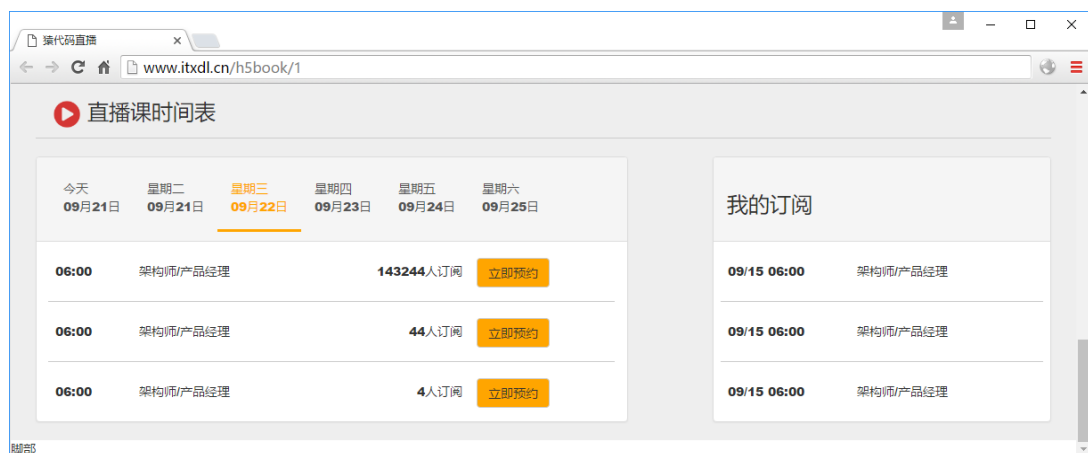 猿代码直播
www.itxdl.cn/h5book/1
直播课时间表
今天 星期二 星期三 星期四 星期五 星期六
09月21日 09月21日 09月22日 09月23日 09月24日 09月25日
我的订阅
06:00 架构师/产品经理 143244人订阅 立即预约
09/15 06:00 架构师/产品经理
06:00 架构师/产品经理 44人订阅 立即预约
09/15 06:00 架构师/产品经理
06:00 架构师/产品经理 4人订阅 立即预约
09/15 06:00 架构师/产品经理
脚部